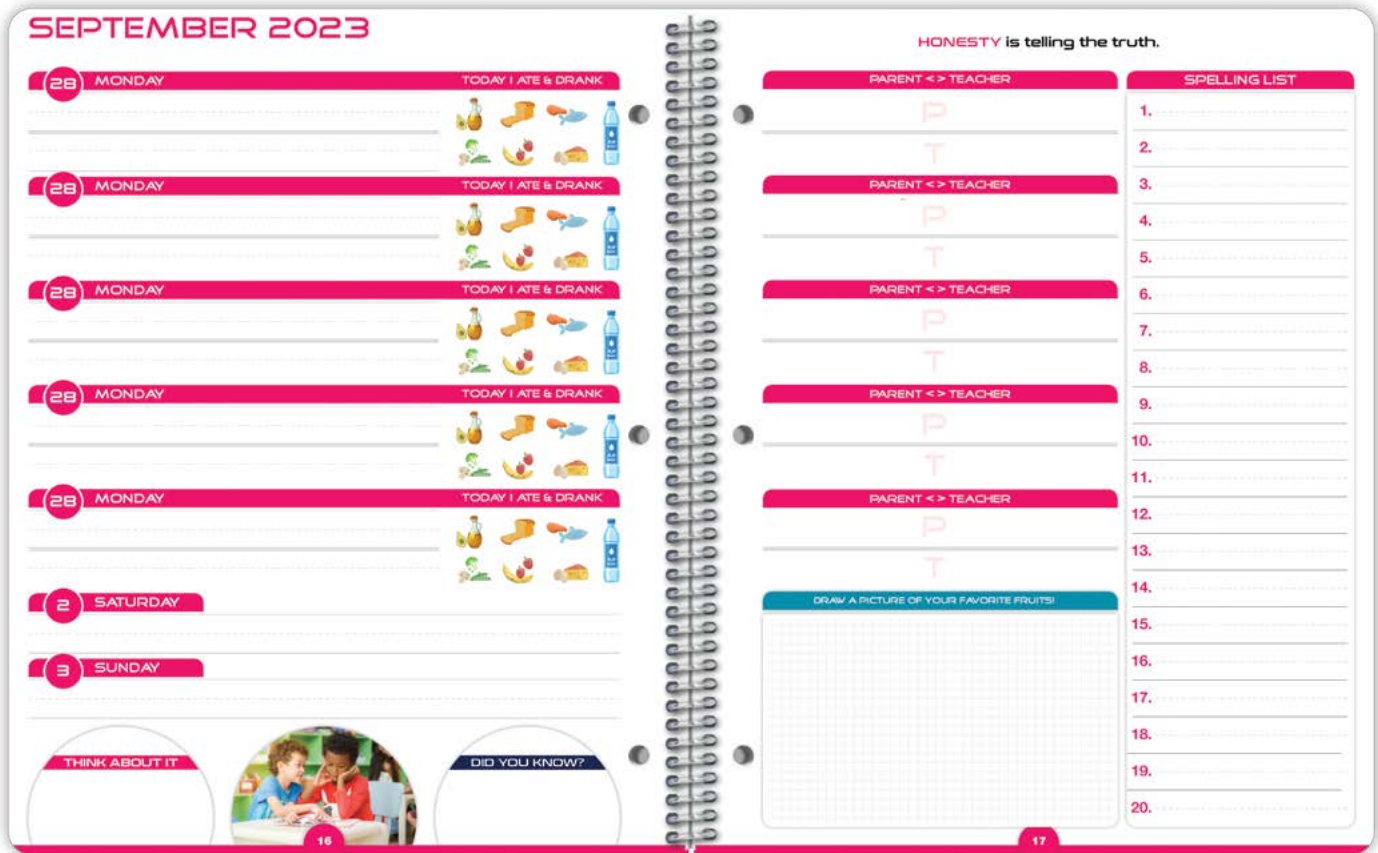 SEPTEMBER 2023
28 MONDAY TODAY I ATE & DRANK
28 MONDAY TODAY I ATE & DRANK
28 MONDAY TODAY I ATE & DRANK
28 MONDAY TODAY I ATE & DRANK
28 MONDAY TODAY I ATE & DRANK
2 SATURDAY
3 SUNDAY
THINK ABOUT IT
DID YOU KNOW?
16
HONESTY is telling the truth.
PARENT <> TEACHER
P
T
PARENT <> TEACHER
P
T
PARENT <> TEACHER
P
T
PARENT <> TEACHER
P
T
PARENT <> TEACHER
P
T
DRAW A PICTURE OF YOUR FAVORITE FRUITS!
SPELLING LIST
1.
2.
3.
4.
5.
6.
7.
8.
9.
10.
11.
12.
13.
14.
15.
16.
17.
18.
19.
20.
17